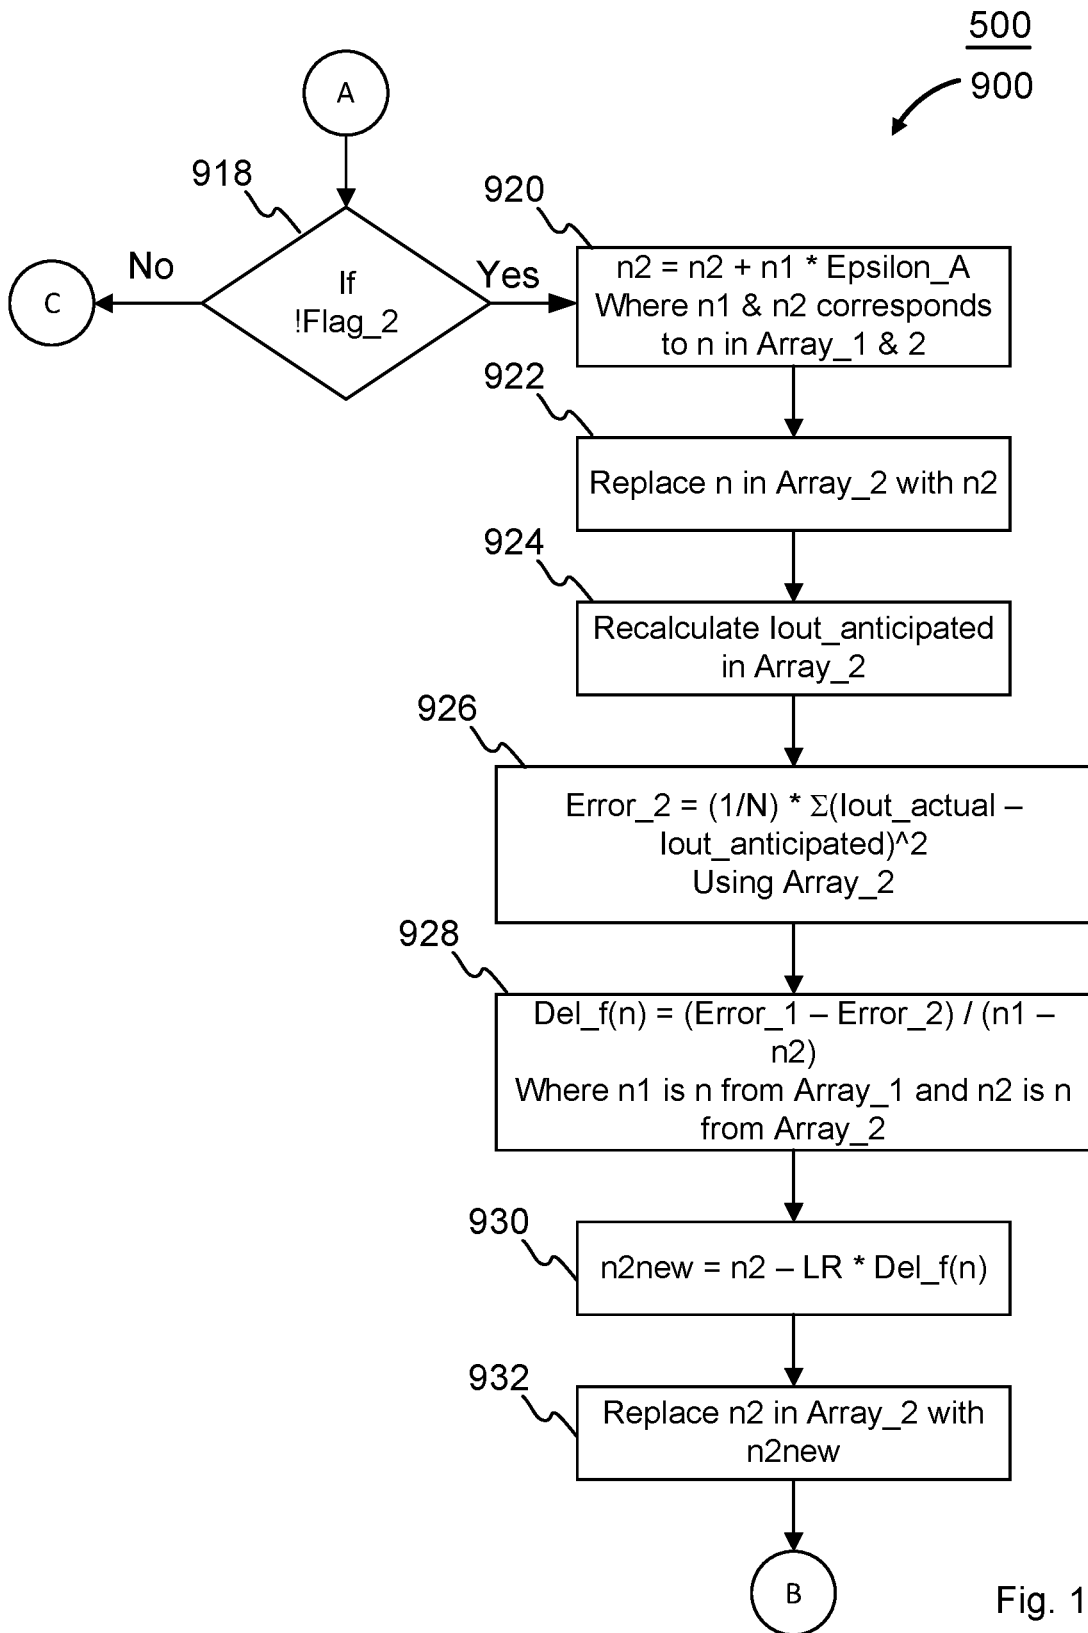 500
900
A
918
If
!Flag_2
No
C
Yes
920
n2 = n2 + n1 * Epsilon_A
Where n1 & n2 corresponds
to n in Array_1 & 2
922
Replace n in Array_2 with n2
924
Recalculate Iout_anticipated
in Array_2
926
Error_2 = (1/N) * Σ(Iout_actual –
Iout_anticipated)^2
Using Array_2
928
Del_f(n) = (Error_1 – Error_2) / (n1 –
n2)
Where n1 is n from Array_1 and n2 is n
from Array_2
930
n2new = n2 – LR * Del_f(n)
932
Replace n2 in Array_2 with
n2new
B
Fig. 1